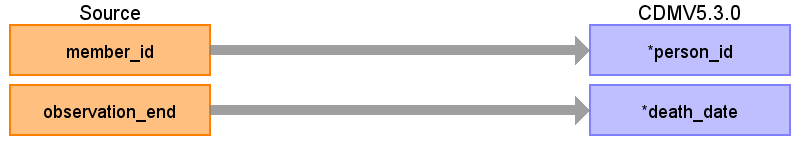 Source CDMV5.3.0
member_id *person_id
observation_end *death_date